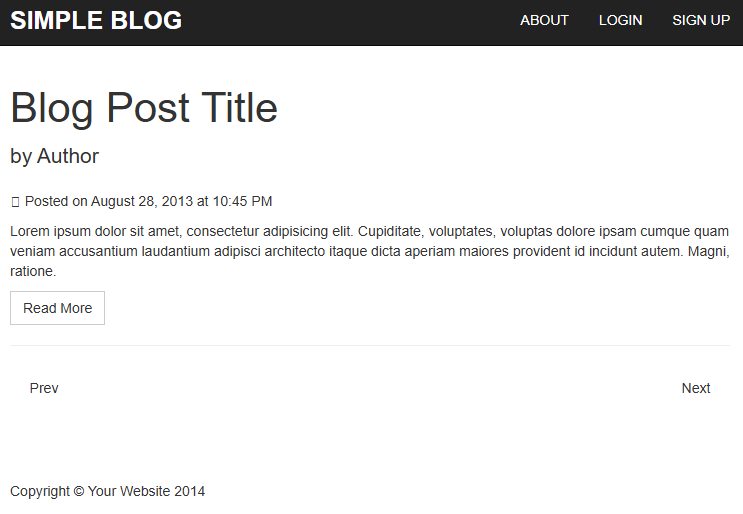 SIMPLE BLOG ABOUT LOGIN SIGN UP
Blog Post Title
by Author
Posted on August 28, 2013 at 10:45 PM
Lorem ipsum dolor sit amet, consectetur adipisicing elit. Cupiditate, voluptates, voluptas dolore ipsam cumque quam
veniam accusantium laudantium adipisci architecto itaque dicta aperiam maiores provident id incidunt autem. Magni,
ratione.
Read More
Prev Next
Copyright © Your Website 2014